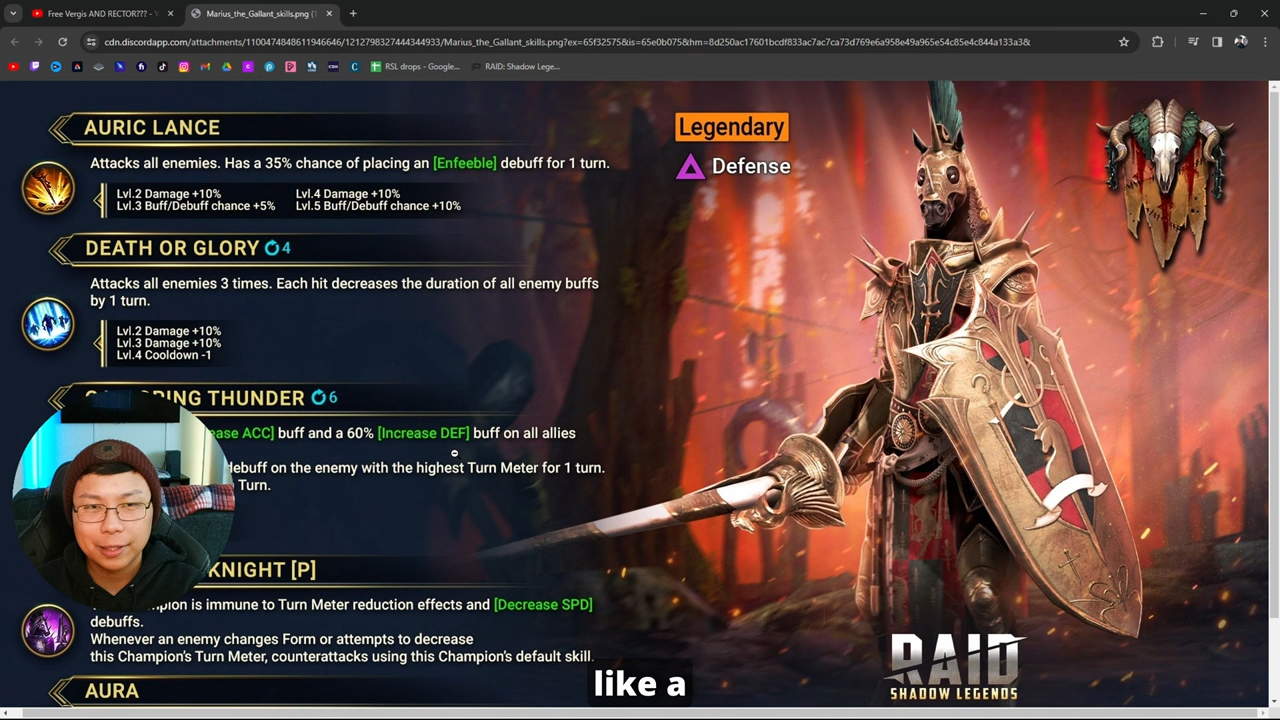 Free Vergis AND RECTOR??? -
Marius_the_Gallant_skills.png
cdn.discordapp.com/attachments/1100474848611946646/1212798327444344933/Marius_the_Gallant_skills.png?ex=65f32575&is=65e0b075&hm=8d250ac17601bcdf833ac7ac7ca73d769e6a958e49a965e54c85e4c844a133a3&
RSL drops - Google...
RAID: Shadow Lege...
AURIC LANCE
Attacks all enemies. Has a 35% chance of placing an [Enfeeble] debuff for 1 turn.
Lvl.2 Damage +10%
Lvl.3 Buff/Debuff chance +5%
Lvl.4 Damage +10%
Lvl.5 Buff/Debuff chance +10%
DEATH OR GLORY 4
Attacks all enemies 3 times. Each hit decreases the duration of all enemy buffs
by 1 turn.
Lvl.2 Damage +10%
Lvl.3 Damage +10%
Lvl.4 Cooldown -1
THUNDER 6
ease ACC] buff and a 60% [Increase DEF] buff on all allies
debuff on the enemy with the highest Turn Meter for 1 turn.
Turn.
KNIGHT [P]
is immune to Turn Meter reduction effects and [Decrease SPD]
debuffs.
Whenever an enemy changes Form or attempts to decrease
this Champion's Turn Meter, counterattacks using this Champion's default skill.
AURA
Legendary
Defense
RAID
SHADOW LEGENDS
like a